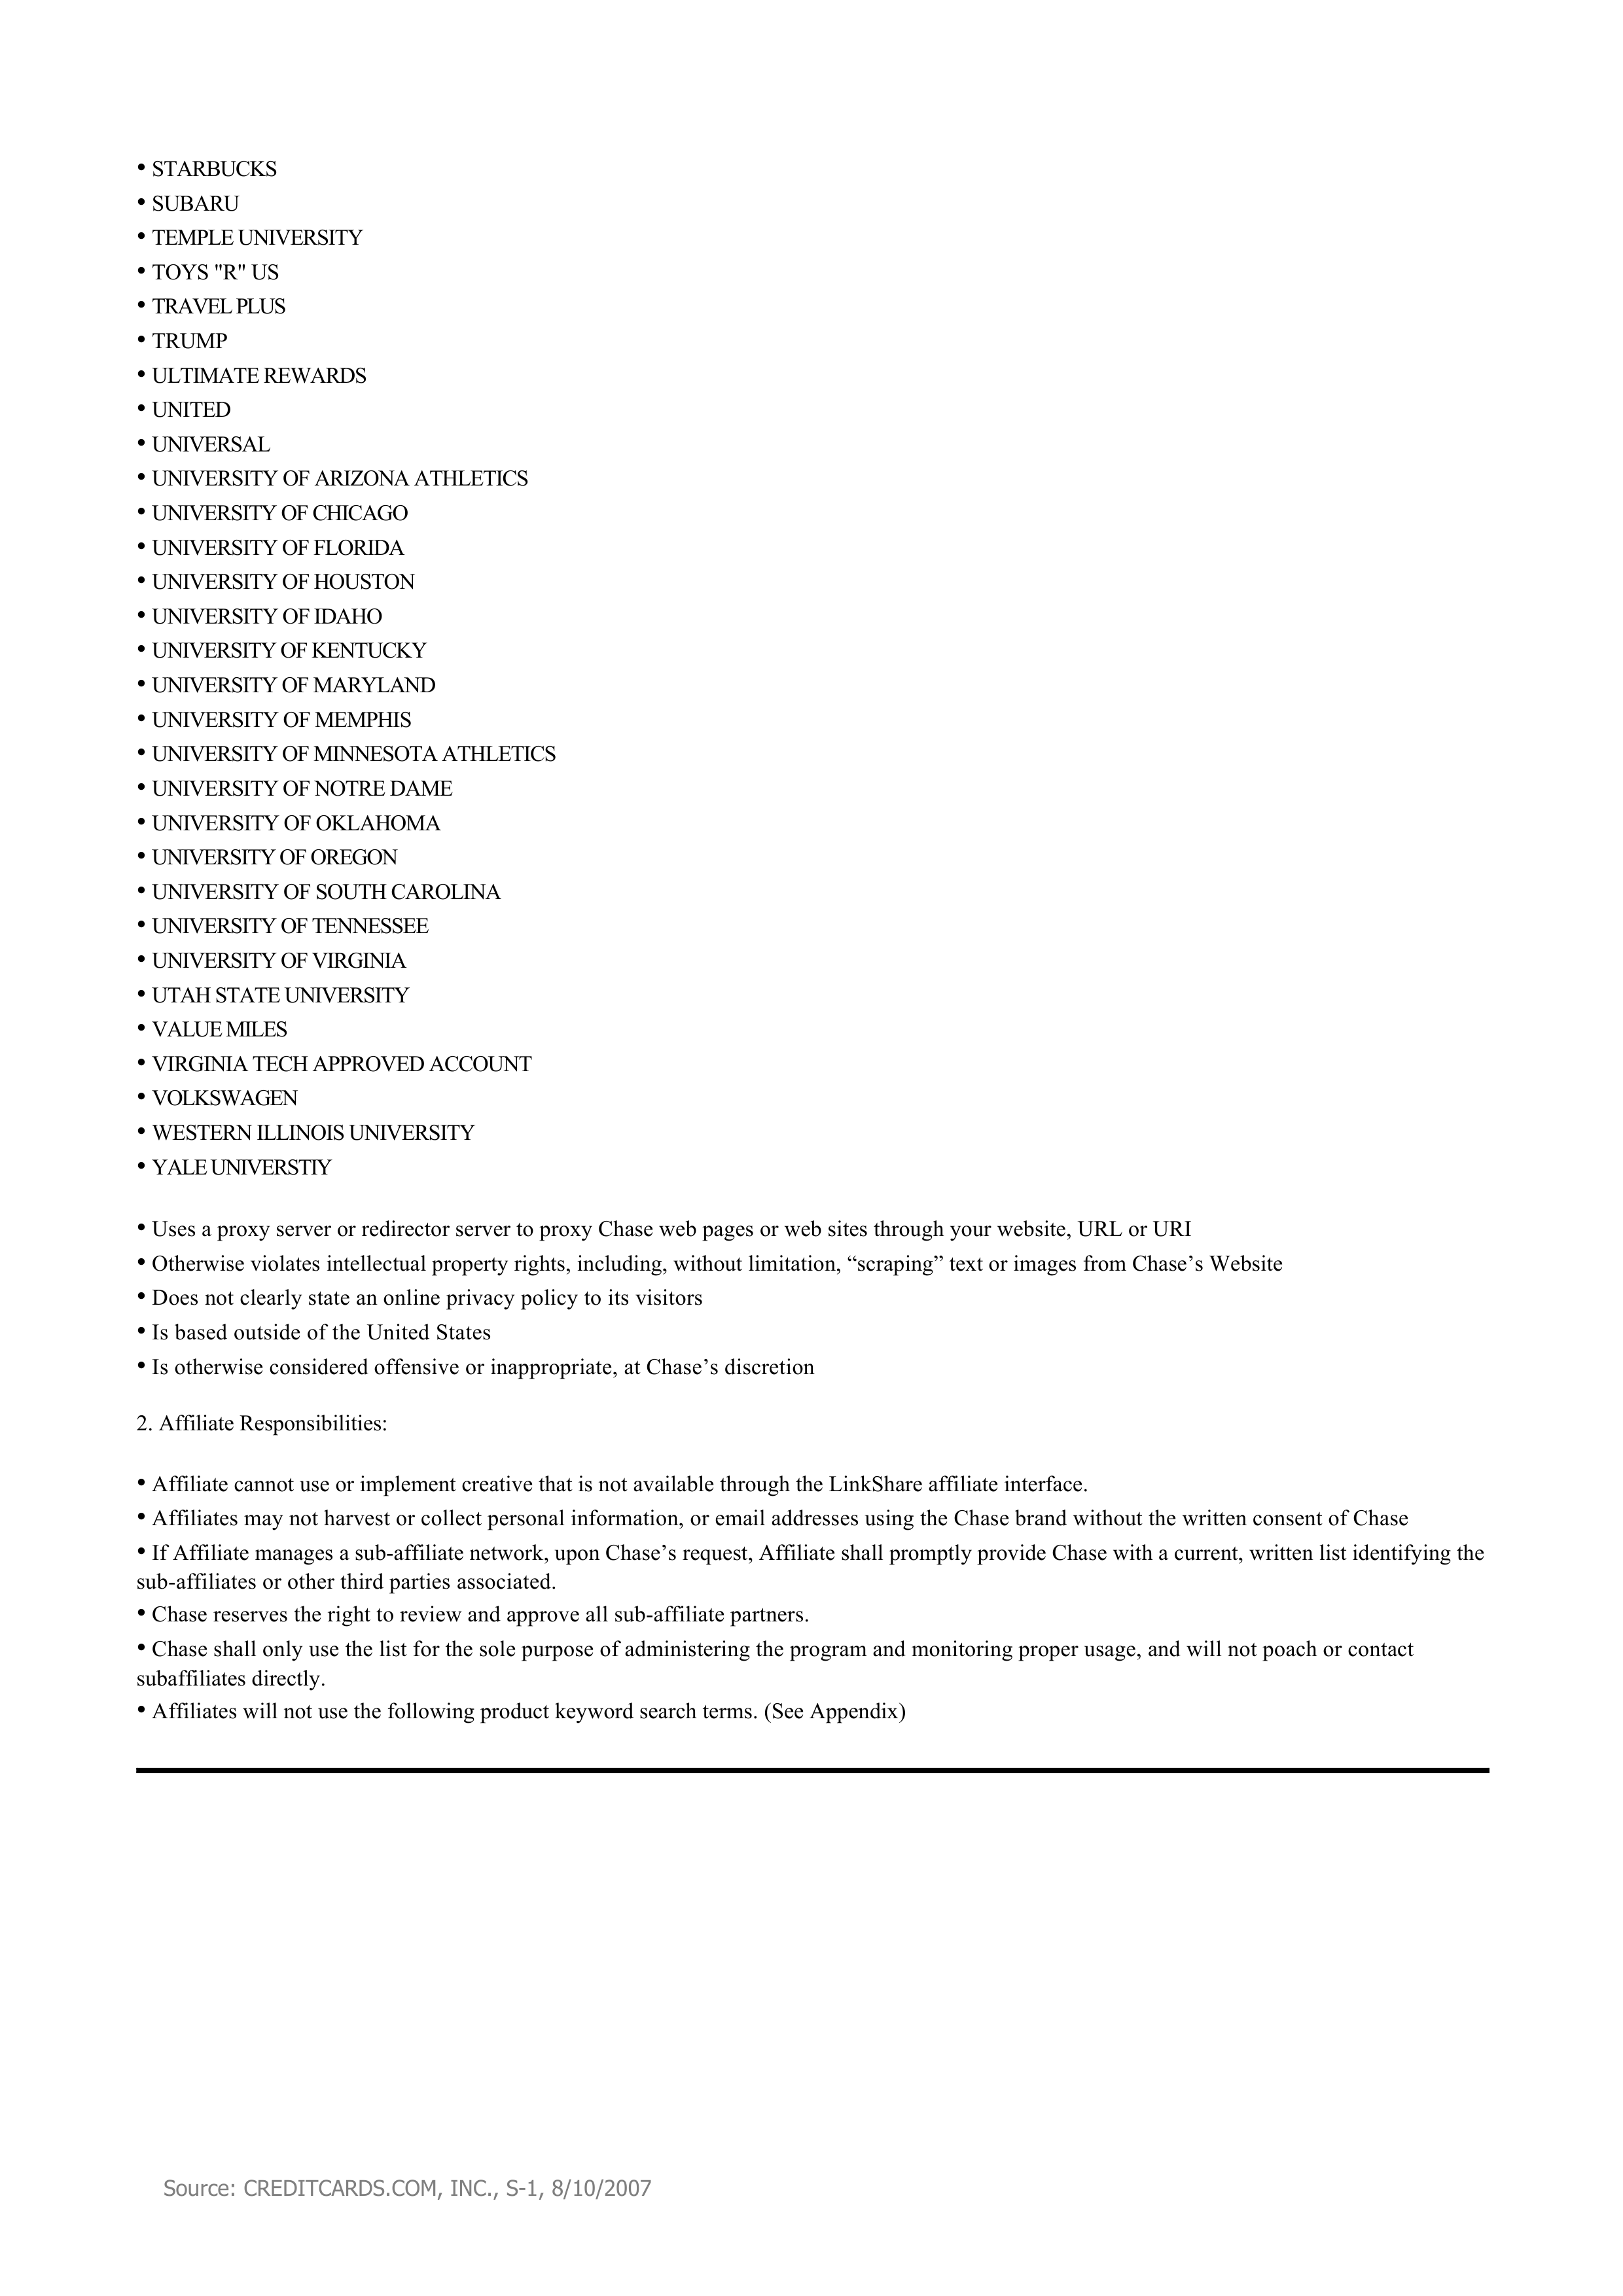 • STARBUCKS
• SUBARU
• TEMPLE UNIVERSITY
• TOYS "R" US
• TRAVEL PLUS
• TRUMP
• ULTIMATE REWARDS
• UNITED
• UNIVERSAL
• UNIVERSITY OF ARIZONA ATHLETICS
• UNIVERSITY OF CHICAGO
• UNIVERSITY OF FLORIDA
• UNIVERSITY OF HOUSTON
• UNIVERSITY OF IDAHO
• UNIVERSITY OF KENTUCKY
• UNIVERSITY OF MARYLAND
• UNIVERSITY OF MEMPHIS
• UNIVERSITY OF MINNESOTA ATHLETICS
• UNIVERSITY OF NOTRE DAME
• UNIVERSITY OF OKLAHOMA
• UNIVERSITY OF OREGON
• UNIVERSITY OF SOUTH CAROLINA
• UNIVERSITY OF TENNESSEE
• UNIVERSITY OF VIRGINIA
• UTAH STATE UNIVERSITY
• VALUE MILES
• VIRGINIA TECH APPROVED ACCOUNT
• VOLKSWAGEN
• WESTERN ILLINOIS UNIVERSITY
• YALE UNIVERSTIY
• Uses a proxy server or redirector server to proxy Chase web pages or web sites through your website, URL or URI
• Otherwise violates intellectual property rights, including, without limitation, “scraping” text or images from Chase’s Website
• Does not clearly state an online privacy policy to its visitors
• Is based outside of the United States
• Is otherwise considered offensive or inappropriate, at Chase’s discretion
2. Affiliate Responsibilities:
• Affiliate cannot use or implement creative that is not available through the LinkShare affiliate interface.
• Affiliates may not harvest or collect personal information, or email addresses using the Chase brand without the written consent of Chase
• If Affiliate manages a sub-affiliate network, upon Chase’s request, Affiliate shall promptly provide Chase with a current, written list identifying the
sub-affiliates or other third parties associated.
• Chase reserves the right to review and approve all sub-affiliate partners.
• Chase shall only use the list for the sole purpose of administering the program and monitoring proper usage, and will not poach or contact
subaffiliates directly.
• Affiliates will not use the following product keyword search terms. (See Appendix)
Source: CREDITCARDS.COM, INC., S-1, 8/10/2007